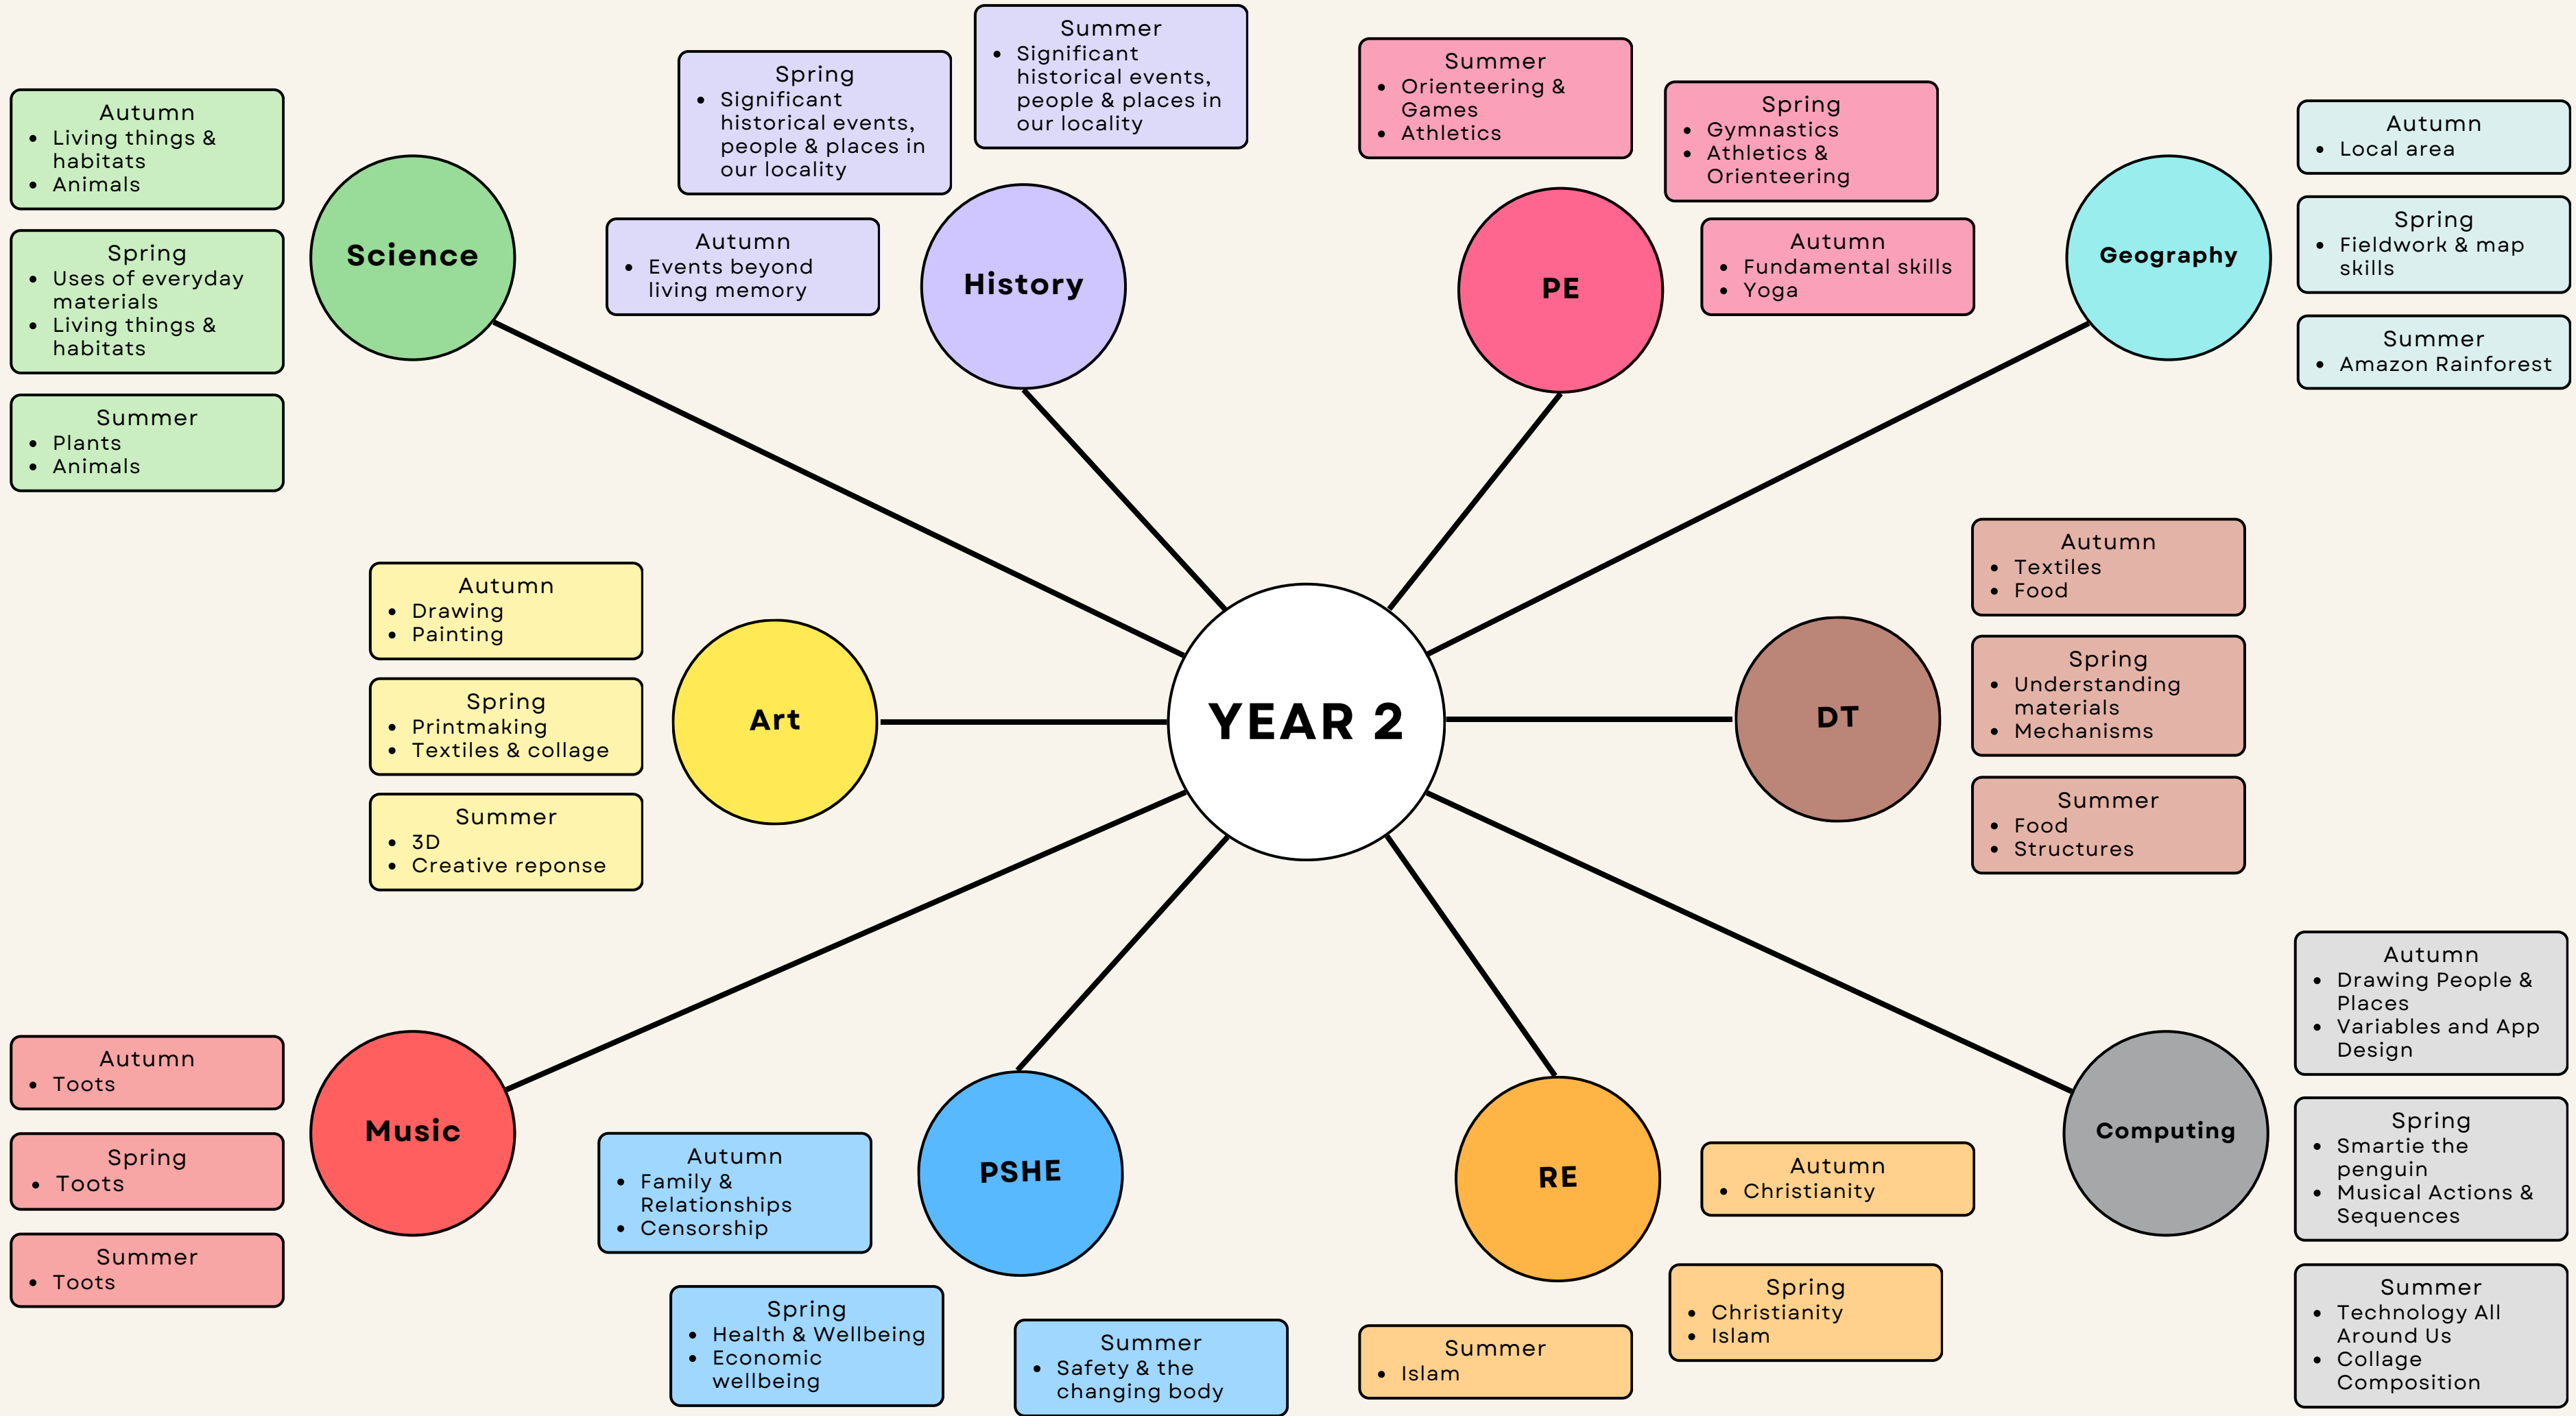 Science
Autumn
• Living things &
habitats
• Animals
Spring
• Uses of everyday
materials
• Living things &
habitats
Summer
• Plants
• Animals
History
Spring
• Significant
historical events,
people & places in
our locality
Summer
• Significant
historical events,
people & places in
our locality
Autumn
• Events beyond
living memory
PE
Summer
• Orienteering &
Games
• Athletics
Spring
• Gymnastics
• Athletics &
Orienteering
Autumn
• Fundamental skills
• Yoga
Geography
Autumn
• Local area
Spring
• Fieldwork & map
skills
Summer
• Amazon Rainforest
Art
Autumn
• Drawing
• Painting
Spring
• Printmaking
• Textiles & collage
Summer
• 3D
• Creative reponse
YEAR 2
DT
Autumn
• Textiles
• Food
Spring
• Understanding
materials
• Mechanisms
Summer
• Food
• Structures
Music
Autumn
• Toots
Spring
• Toots
Summer
• Toots
PSHE
Autumn
• Family &
Relationships
• Censorship
Spring
• Health & Wellbeing
• Economic
wellbeing
Summer
• Safety & the
changing body
RE
Autumn
• Christianity
Spring
• Christianity
• Islam
Summer
• Islam
Computing
Autumn
• Drawing People &
Places
• Variables and App
Design
Spring
• Smartie the
penguin
• Musical Actions &
Sequences
Summer
• Technology All
Around Us
• Collage
Composition